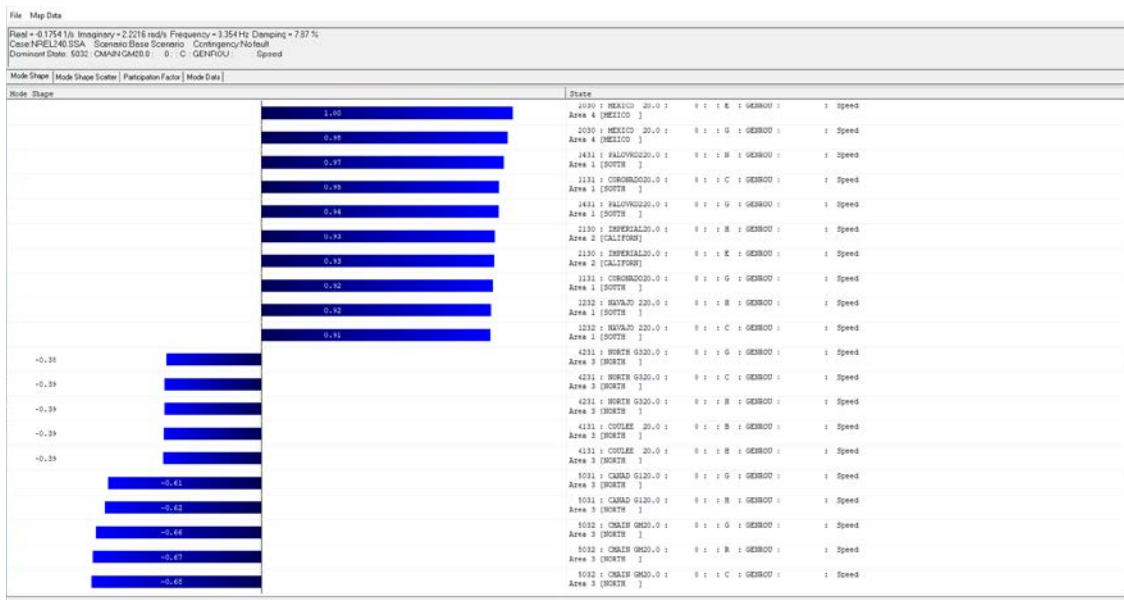 File Map Data
Real = -0.1754 1/s Imaginary = 2.2216 rad/s Frequency = 0.354 Hz Damping = 7.87 %
Case:NREL240.SSA Scenario:Base Scenario Contingency:No fault
Dominant State: 5032 : CMAIN GM20.0 : 0 : : C : GENROU : : Speed
Mode Shape Mode Shape Scatter Participation Factor Mode Data
Mode Shape State
1.00 2030 : MEXICO 20.0 : 0 : : E : GENROU : : Speed
Area 4 [MEXICO ]
0.98 2030 : MEXICO 20.0 : 0 : : G : GENROU : : Speed
Area 4 [MEXICO ]
0.97 1431 : PALOVRD220.0 : 0 : : N : GENROU : : Speed
Area 1 [SOUTH ]
0.95 1131 : CORONADO20.0 : 0 : : C : GENROU : : Speed
Area 1 [SOUTH ]
0.94 1431 : PALOVRD220.0 : 0 : : G : GENROU : : Speed
Area 1 [SOUTH ]
0.93 2130 : IMPERIAL20.0 : 0 : : H : GENROU : : Speed
Area 2 [CALIFORN]
0.93 2130 : IMPERIAL20.0 : 0 : : E : GENROU : : Speed
Area 2 [CALIFORN]
0.92 1131 : CORONADO20.0 : 0 : : G : GENROU : : Speed
Area 1 [SOUTH ]
0.92 1232 : NAVAJO 220.0 : 0 : : H : GENROU : : Speed
Area 1 [SOUTH ]
0.91 1232 : NAVAJO 220.0 : 0 : : C : GENROU : : Speed
Area 1 [SOUTH ]
-0.38 4231 : NORTH G320.0 : 0 : : G : GENROU : : Speed
Area 3 [NORTH ]
-0.39 4231 : NORTH G320.0 : 0 : : C : GENROU : : Speed
Area 3 [NORTH ]
-0.39 4231 : NORTH G320.0 : 0 : : H : GENROU : : Speed
Area 3 [NORTH ]
-0.39 4131 : COULEE 20.0 : 0 : : B : GENROU : : Speed
Area 3 [NORTH ]
-0.39 4131 : COULEE 20.0 : 0 : : H : GENROU : : Speed
Area 3 [NORTH ]
-0.61 5031 : CANAD G120.0 : 0 : : G : GENROU : : Speed
Area 3 [NORTH ]
-0.62 5031 : CANAD G120.0 : 0 : : H : GENROU : : Speed
Area 3 [NORTH ]
-0.66 5032 : CMAIN GM20.0 : 0 : : G : GENROU : : Speed
Area 3 [NORTH ]
-0.67 5032 : CMAIN GM20.0 : 0 : : R : GENROU : : Speed
Area 3 [NORTH ]
-0.68 5032 : CMAIN GM20.0 : 0 : : C : GENROU : : Speed
Area 3 [NORTH ]